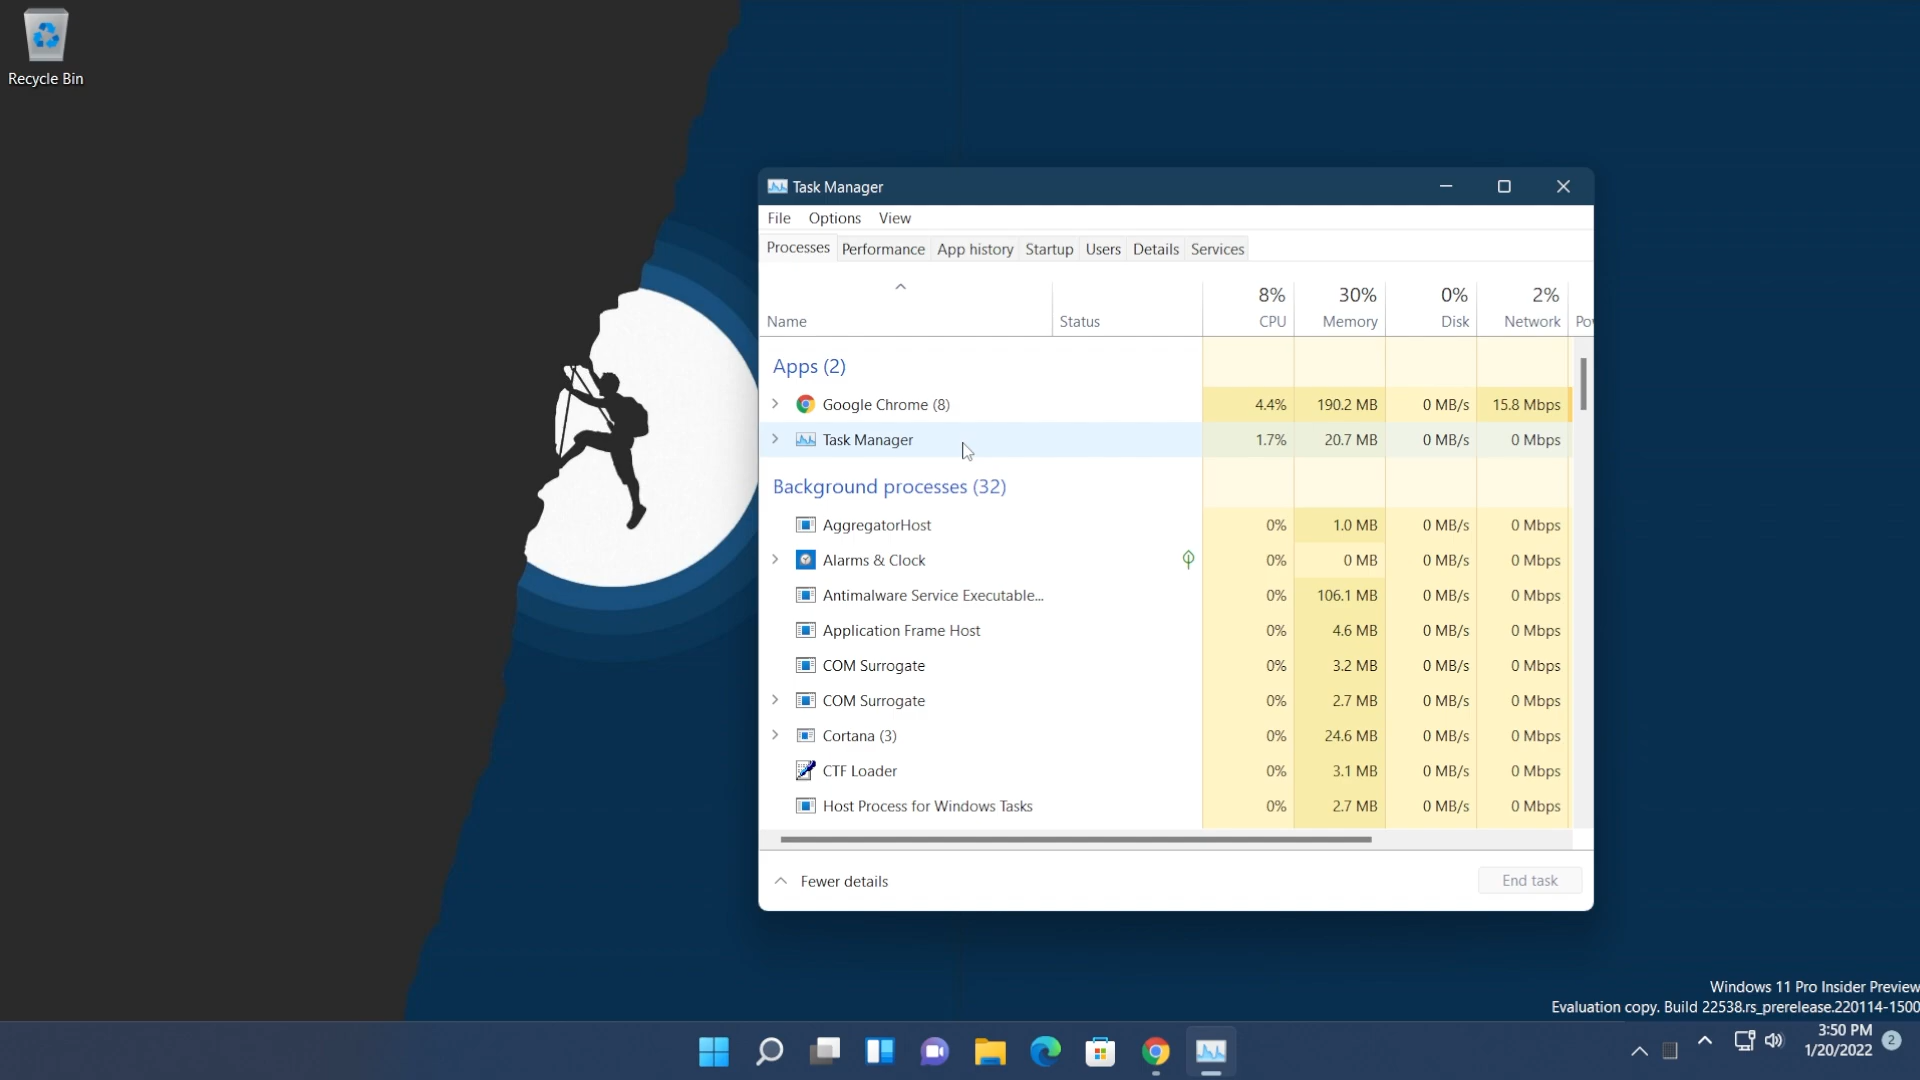 Recycle Bin
Task Manager
File Options View
Processes Performance App history Startup Users Details Services
8% 30% 0% 2%
Name Status CPU Memory Disk Network Po
Apps (2)
Google Chrome (8) 4.4% 190.2 MB 0 MB/s 15.8 Mbps
Task Manager 1.7% 20.7 MB 0 MB/s 0 Mbps
Background processes (32)
AggregatorHost 0% 1.0 MB 0 MB/s 0 Mbps
Alarms & Clock 0% 0 MB 0 MB/s 0 Mbps
Antimalware Service Executable... 0% 106.1 MB 0 MB/s 0 Mbps
Application Frame Host 0% 4.6 MB 0 MB/s 0 Mbps
COM Surrogate 0% 3.2 MB 0 MB/s 0 Mbps
COM Surrogate 0% 2.7 MB 0 MB/s 0 Mbps
Cortana (3) 0% 24.6 MB 0 MB/s 0 Mbps
CTF Loader 0% 3.1 MB 0 MB/s 0 Mbps
Host Process for Windows Tasks 0% 2.7 MB 0 MB/s 0 Mbps
Fewer details End task
Windows 11 Pro Insider Preview
Evaluation copy. Build 22538.rs_prerelease.220114-1500
3:50 PM
1/20/2022 2